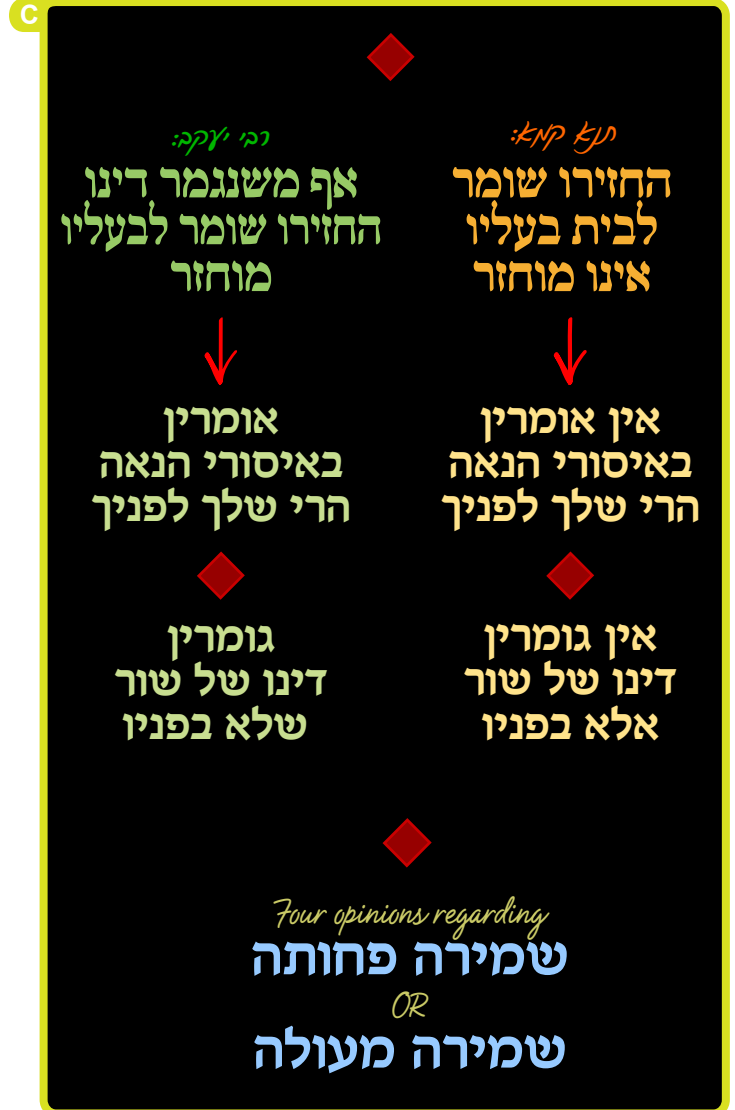 C
תנא קמא:
החזירו שומר
לבית בעליו
אינו מוחזר
רבי יעקב:
אף משנגמר דינו
החזירו שומר לבעליו
מוחזר
אין אומרין
באיסורי הנאה
הרי שלך לפניך
אומרין
באיסורי הנאה
הרי שלך לפניך
אין גומרין
דינו של שור
אלא בפניו
גומרין
דינו של שור
שלא בפניו
Four opinions regarding
שמירה פחותה
OR
שמירה מעולה